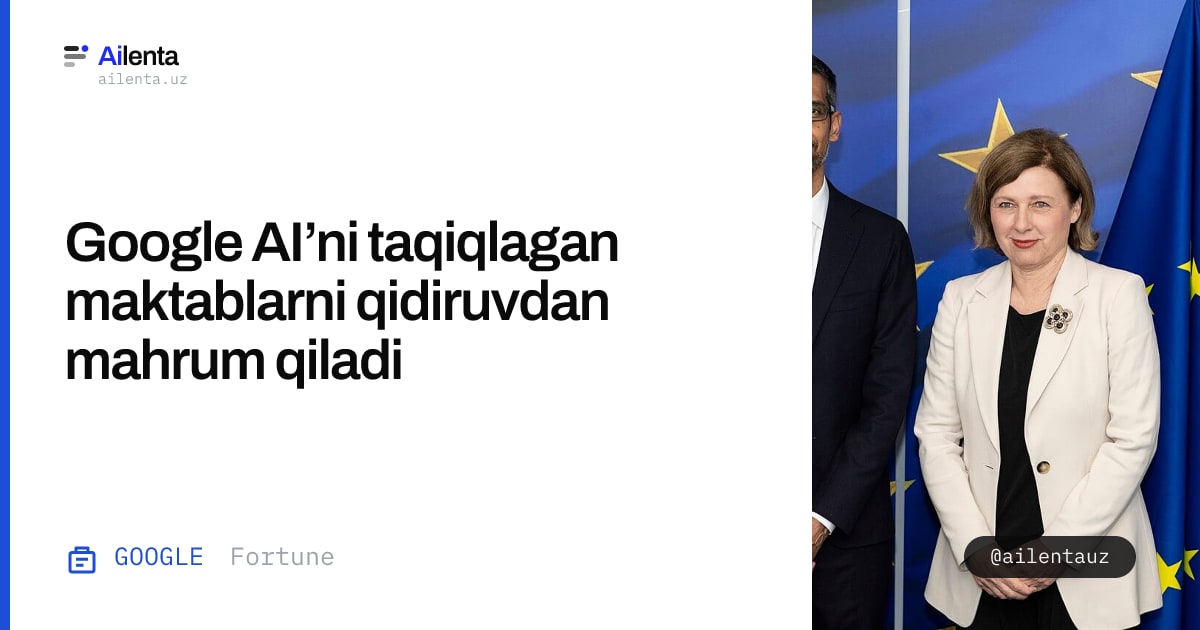 Ailenta
ailenta.uz
Google AI’ni taqiqlagan
maktablarni qidiruvdan
mahrum qiladi
GOOGLE Fortune
@ailentauz